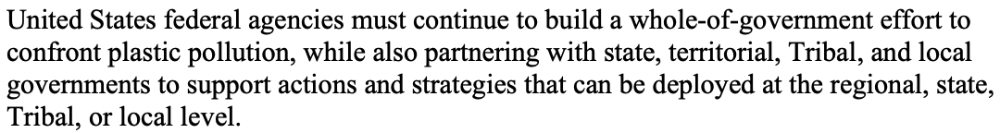 United States federal agencies must continue to build a whole-of-government effort to
confront plastic pollution, while also partnering with state, territorial, Tribal, and local
governments to support actions and strategies that can be deployed at the regional, state,
Tribal, or local level.